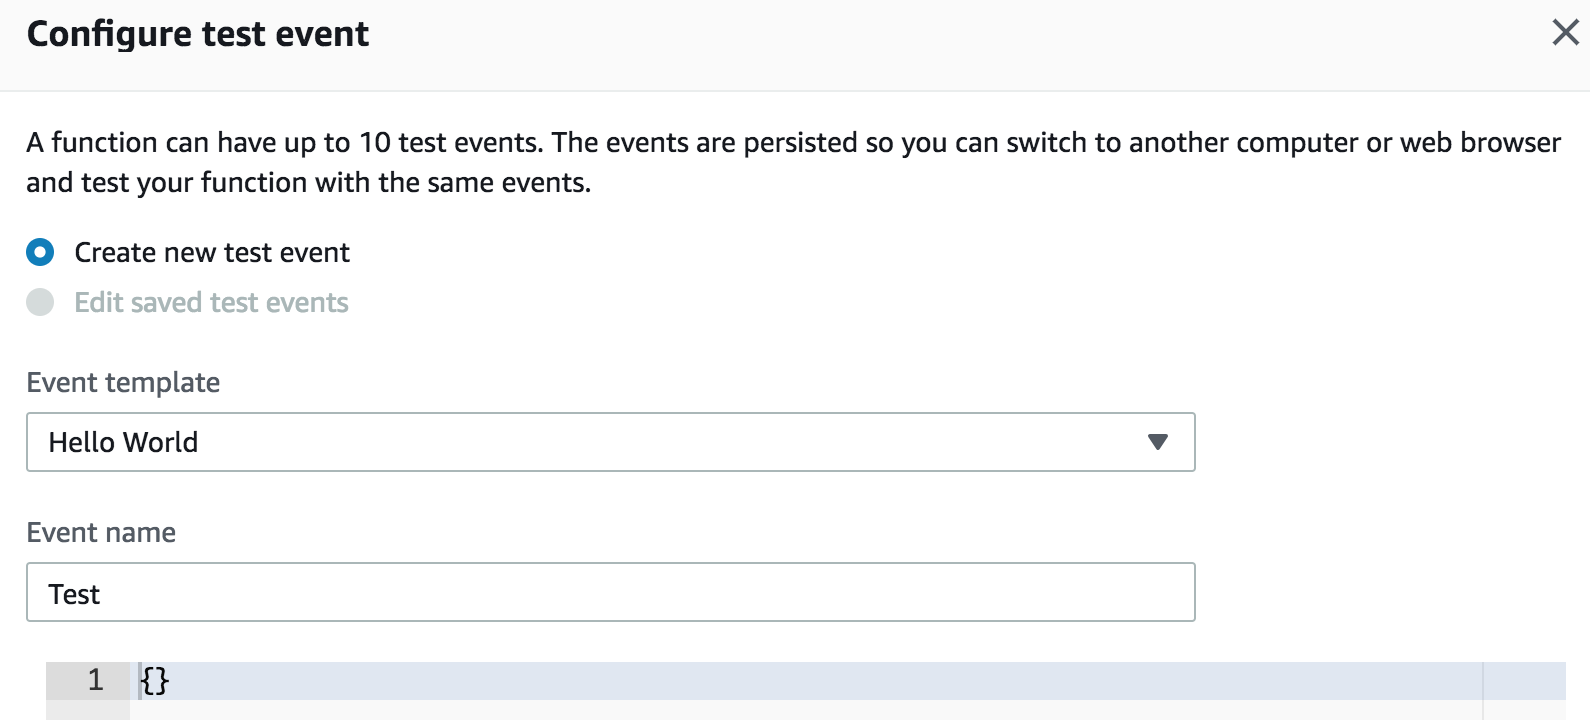 Configure test event
A function can have up to 10 test events. The events are persisted so you can switch to another computer or web browser
and test your function with the same events.
Create new test event
Edit saved test events
Event template
Hello World
Event name
Test
1 {}